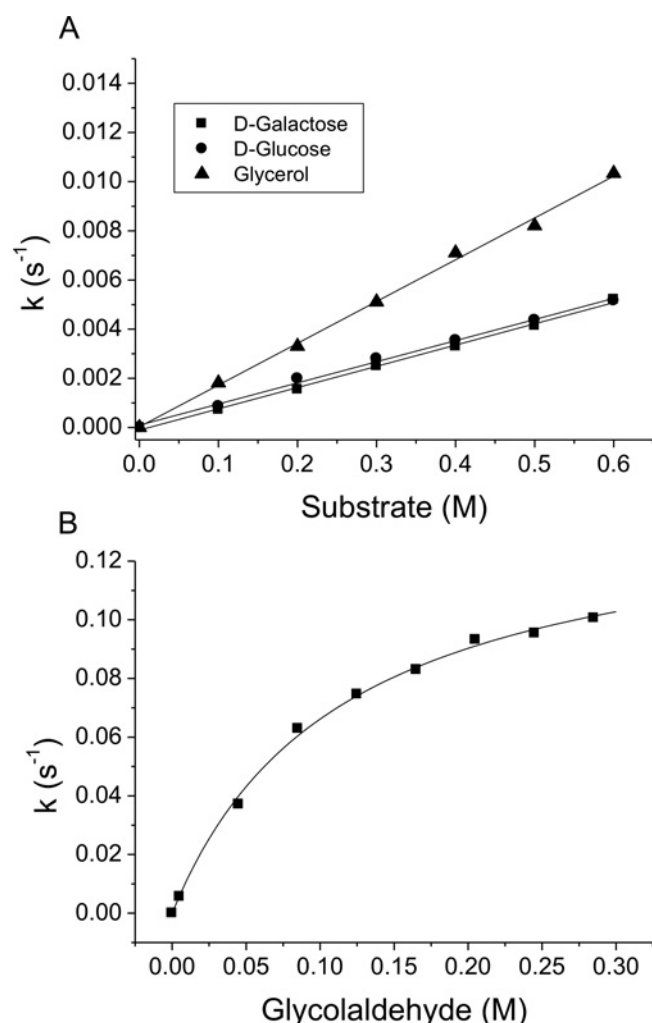 A
0.014
0.012
0.010
0.008
0.006
0.004
0.002
0.000
k (s⁻¹)
D-Galactose
D-Glucose
Glycerol
0.0 0.1 0.2 0.3 0.4 0.5 0.6
Substrate (M)
B
0.12
0.10
0.08
0.06
0.04
0.02
0.00
k (s⁻¹)
0.00 0.05 0.10 0.15 0.20 0.25 0.30
Glycolaldehyde (M)